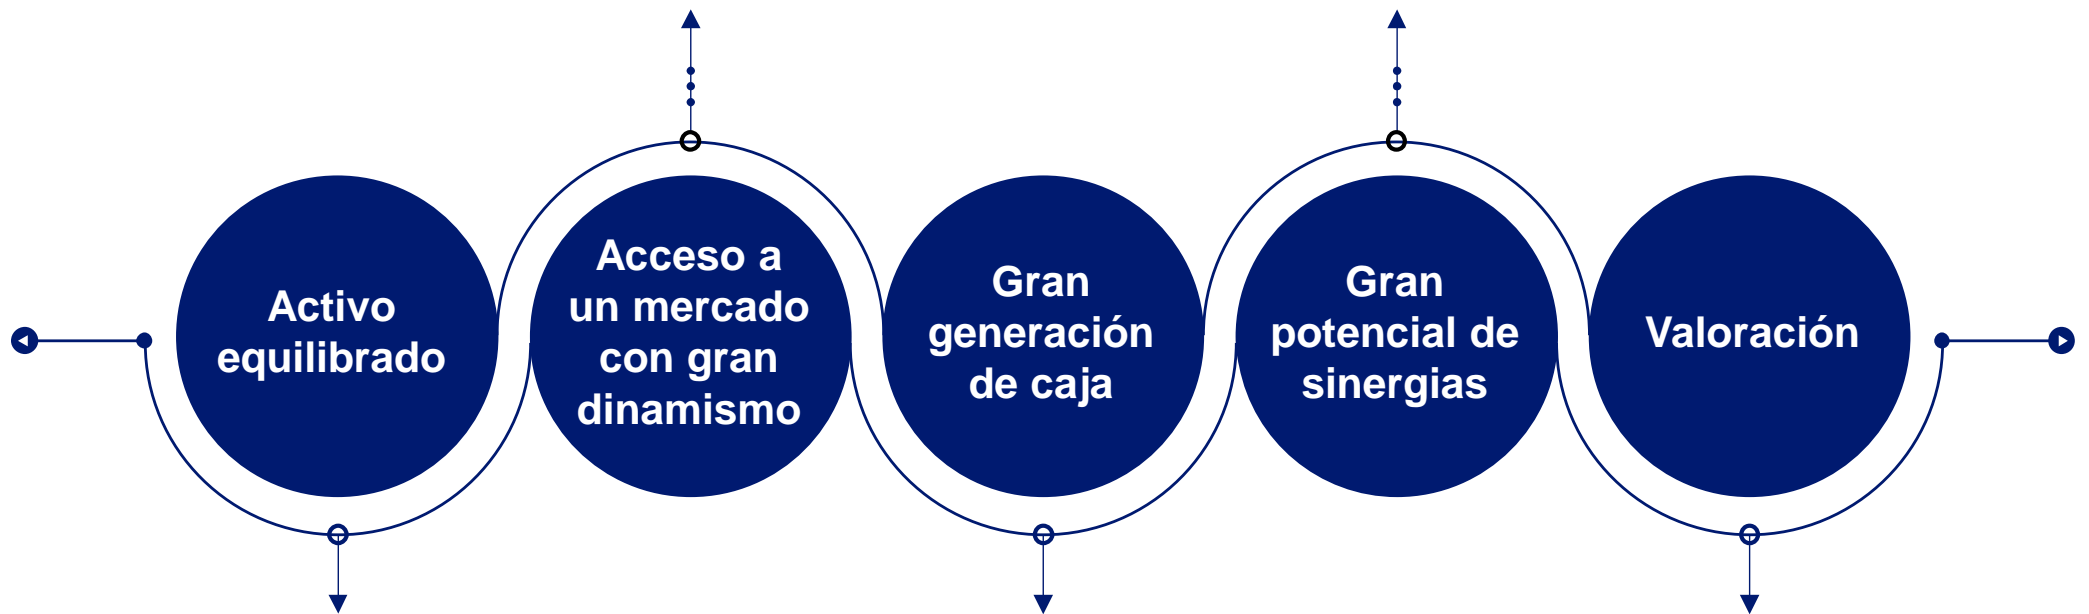 Activo
equilibrado
Acceso a
un mercado
con gran
dinamismo
Gran
generación
de caja
Gran
potencial de
sinergias
Valoración